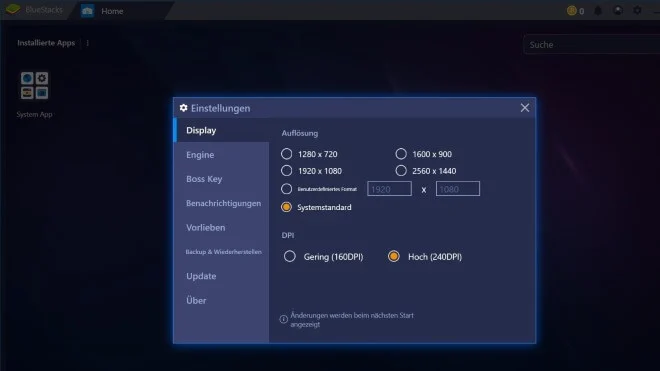 BlueStacks
Home
0
Installierte Apps
Suche
System App
Einstellungen
Display
Engine
Boss Key
Benachrichtigungen
Vorlieben
Backup & Wiederherstellen
Update
Über
Auflösung
1280 x 720
1600 x 900
1920 x 1080
2560 x 1440
Benutzerdefiniertes Format
1920
x
1080
Systemstandard
DPI
Gering (160DPI)
Hoch (240DPI)
Änderungen werden beim nächsten Start
angezeigt